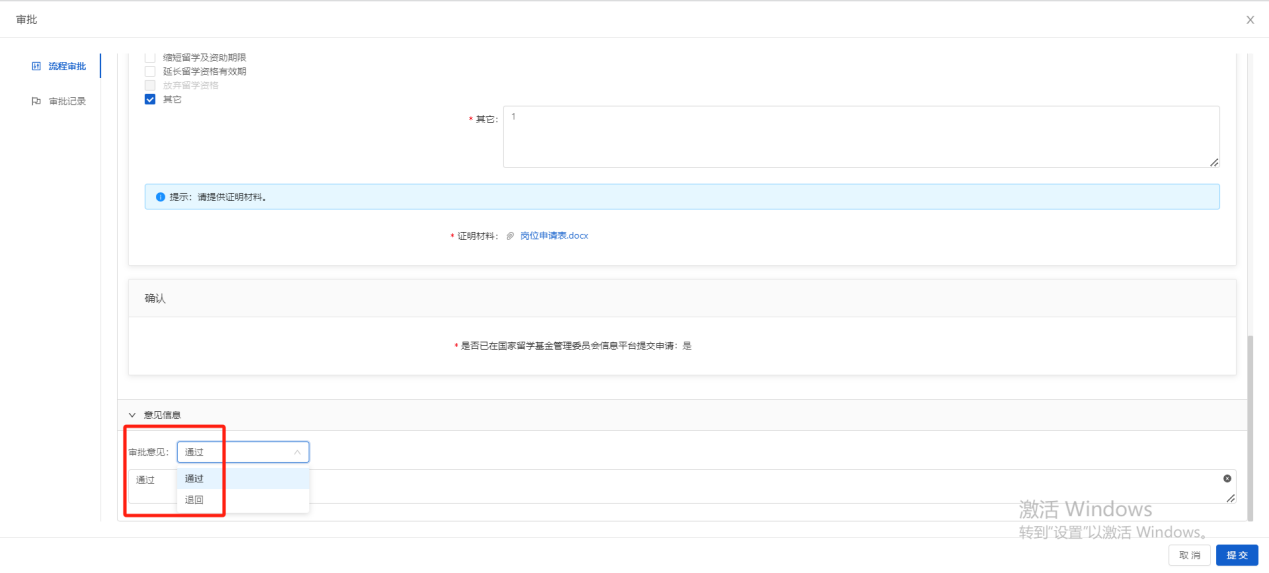 审批
X
流程审批
审批记录
缩短留学及资助期限
延长留学资格有效期
放弃留学资格
其它
* 其它: 1
提示：请提供证明材料。
* 证明材料: 岗位申请表.docx
确认
* 是否已在国家留学基金管理委员会信息平台提交申请: 是
意见信息
审批意见: 通过
通过
通过
退回
激活 Windows
转到"设置"以激活 Windows。
取消
提交